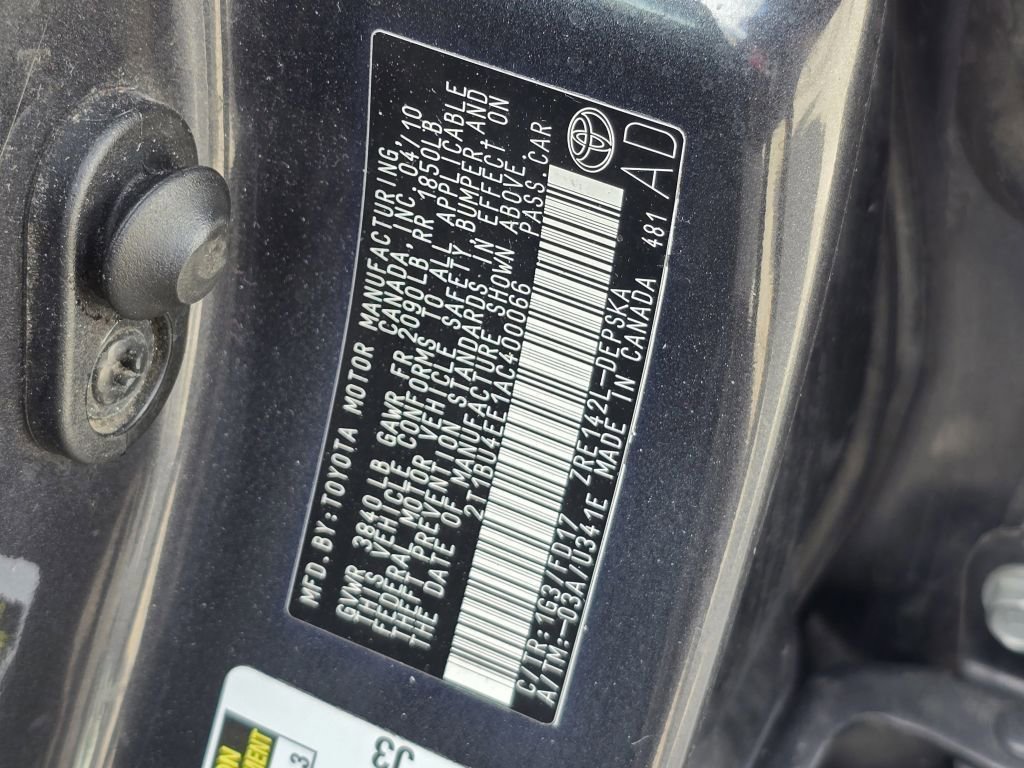 MFD.BY:TOYOTA MOTOR MANUFACTURING
CANADA, INC. 04/10
GVWR 3840 LB GAWR FR 2090LB RR 1850LB
THIS VEHICLE CONFORMS TO ALL APPLICABLE
FEDERAL MOTOR VEHICLE SAFETY, BUMPER, AND
THEFT PREVENTION STANDARDS IN EFFECT ON
THE DATE OF MANUFACTURE SHOWN ABOVE.
2T1BU4EE1AC400066 PASS.CAR
C/TR:1G3/FD17 ZRE142L-DEPSKA
A/TM:-03A/U341E MADE IN CANADA 481
AD